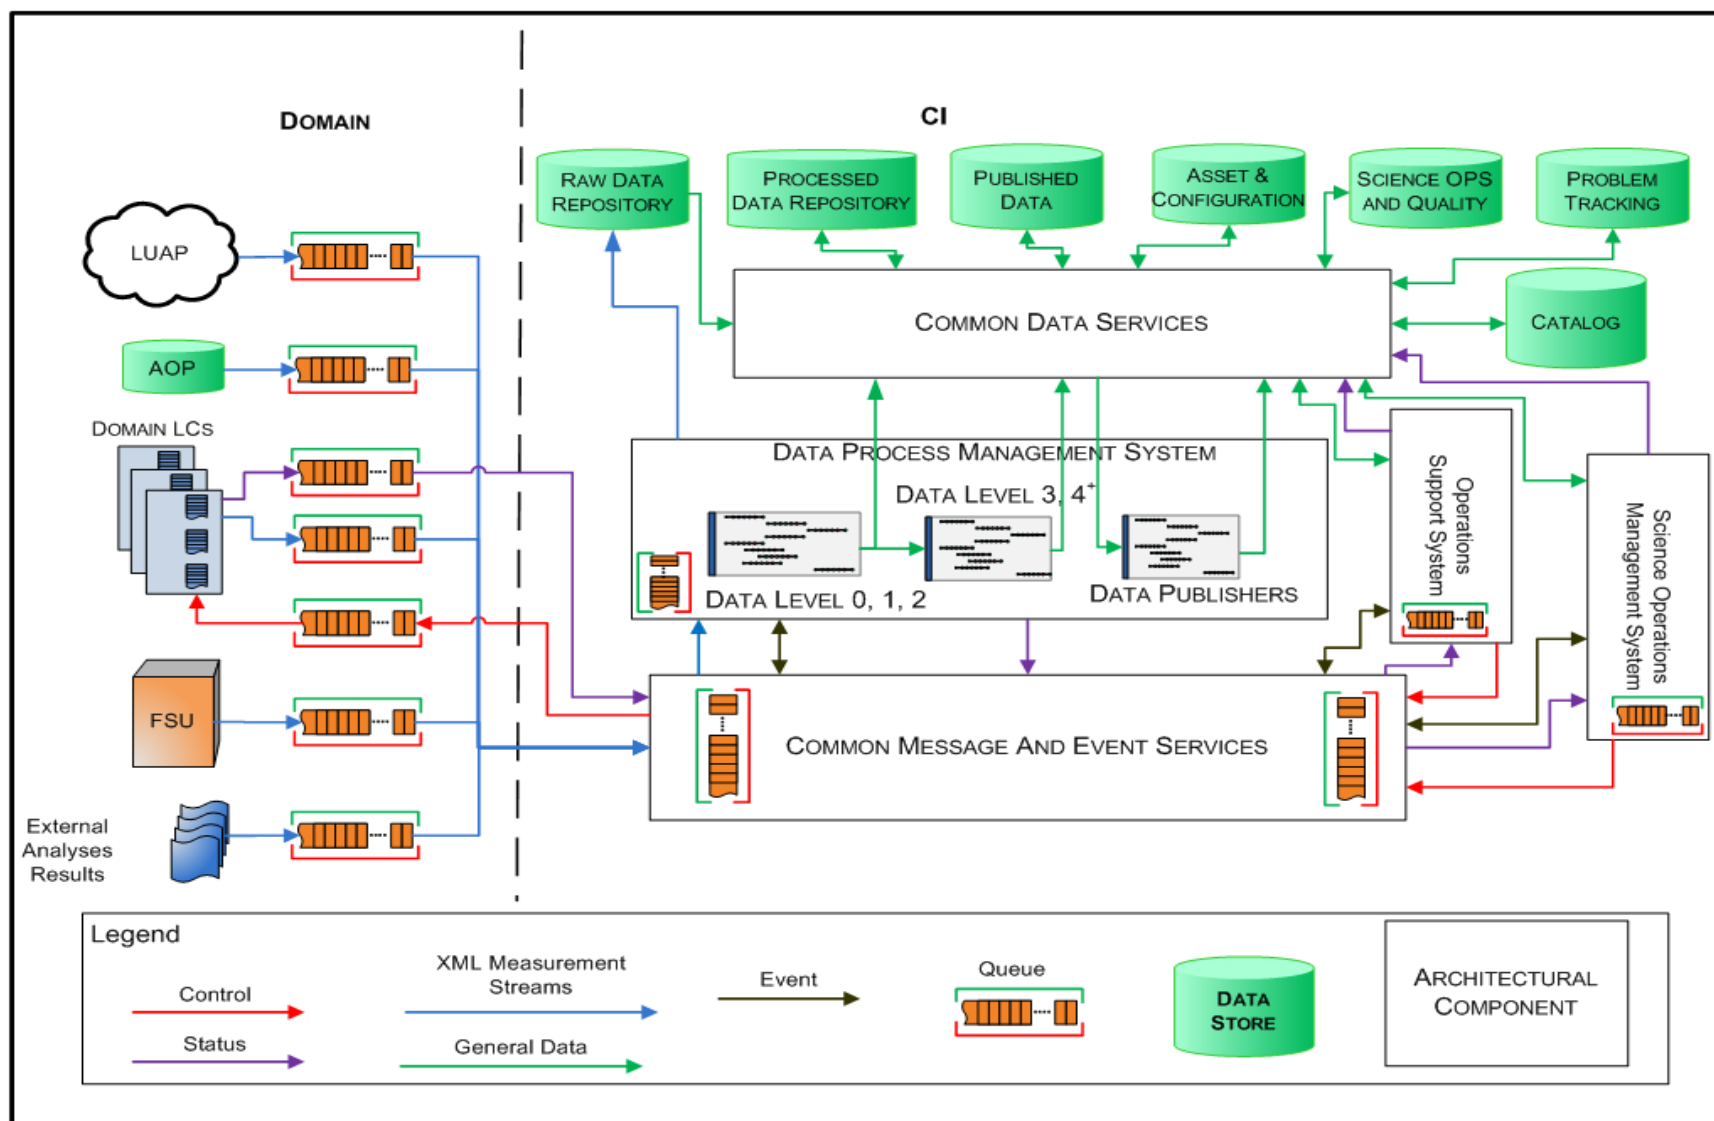 DOMAIN
CI
RAW DATA
REPOSITORY
PROCESSED
DATA REPOSITORY
PUBLISHED
DATA
ASSET &
CONFIGURATION
SCIENCE OPS
AND QUALITY
PROBLEM
TRACKING
LUAP
COMMON DATA SERVICES
CATALOG
AOP
DOMAIN LCS
DATA PROCESS MANAGEMENT SYSTEM
DATA LEVEL 3, 4+
DATA LEVEL 0, 1, 2
DATA PUBLISHERS
Operations
Support System
Science Operations
Management System
FSU
COMMON MESSAGE AND EVENT SERVICES
External
Analyses
Results
Legend
Control
Status
XML Measurement
Streams
General Data
Event
Queue
DATA
STORE
ARCHITECTURAL
COMPONENT